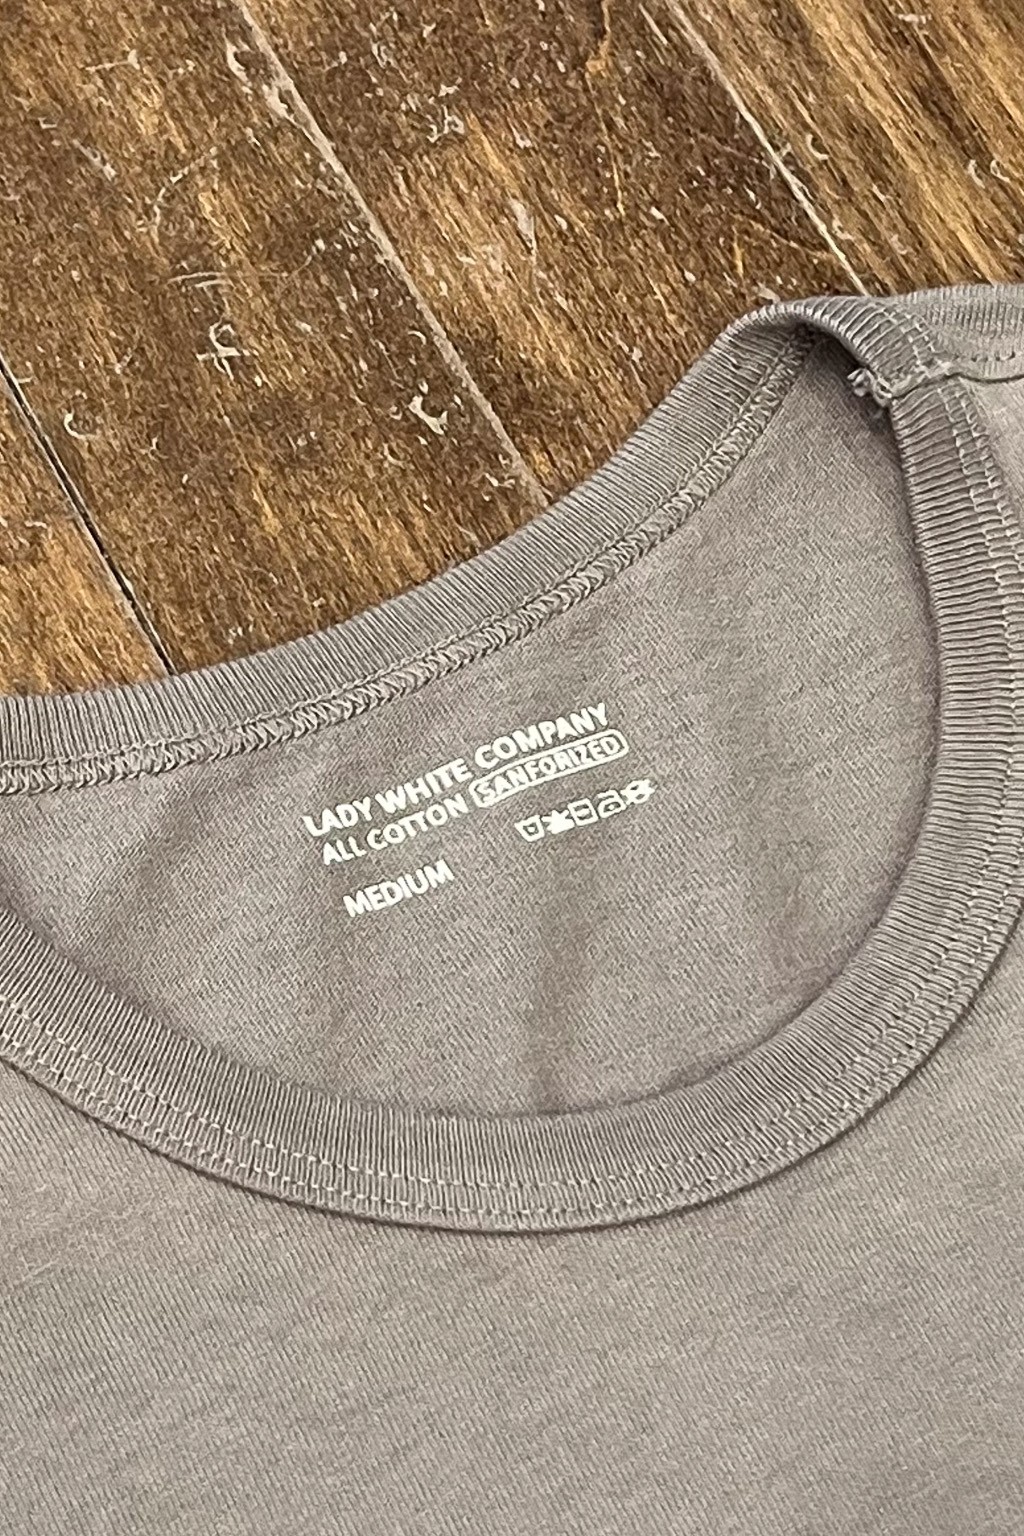 LADY WHITE COMPANY
ALL COTTON SANFORIZED
MEDIUM